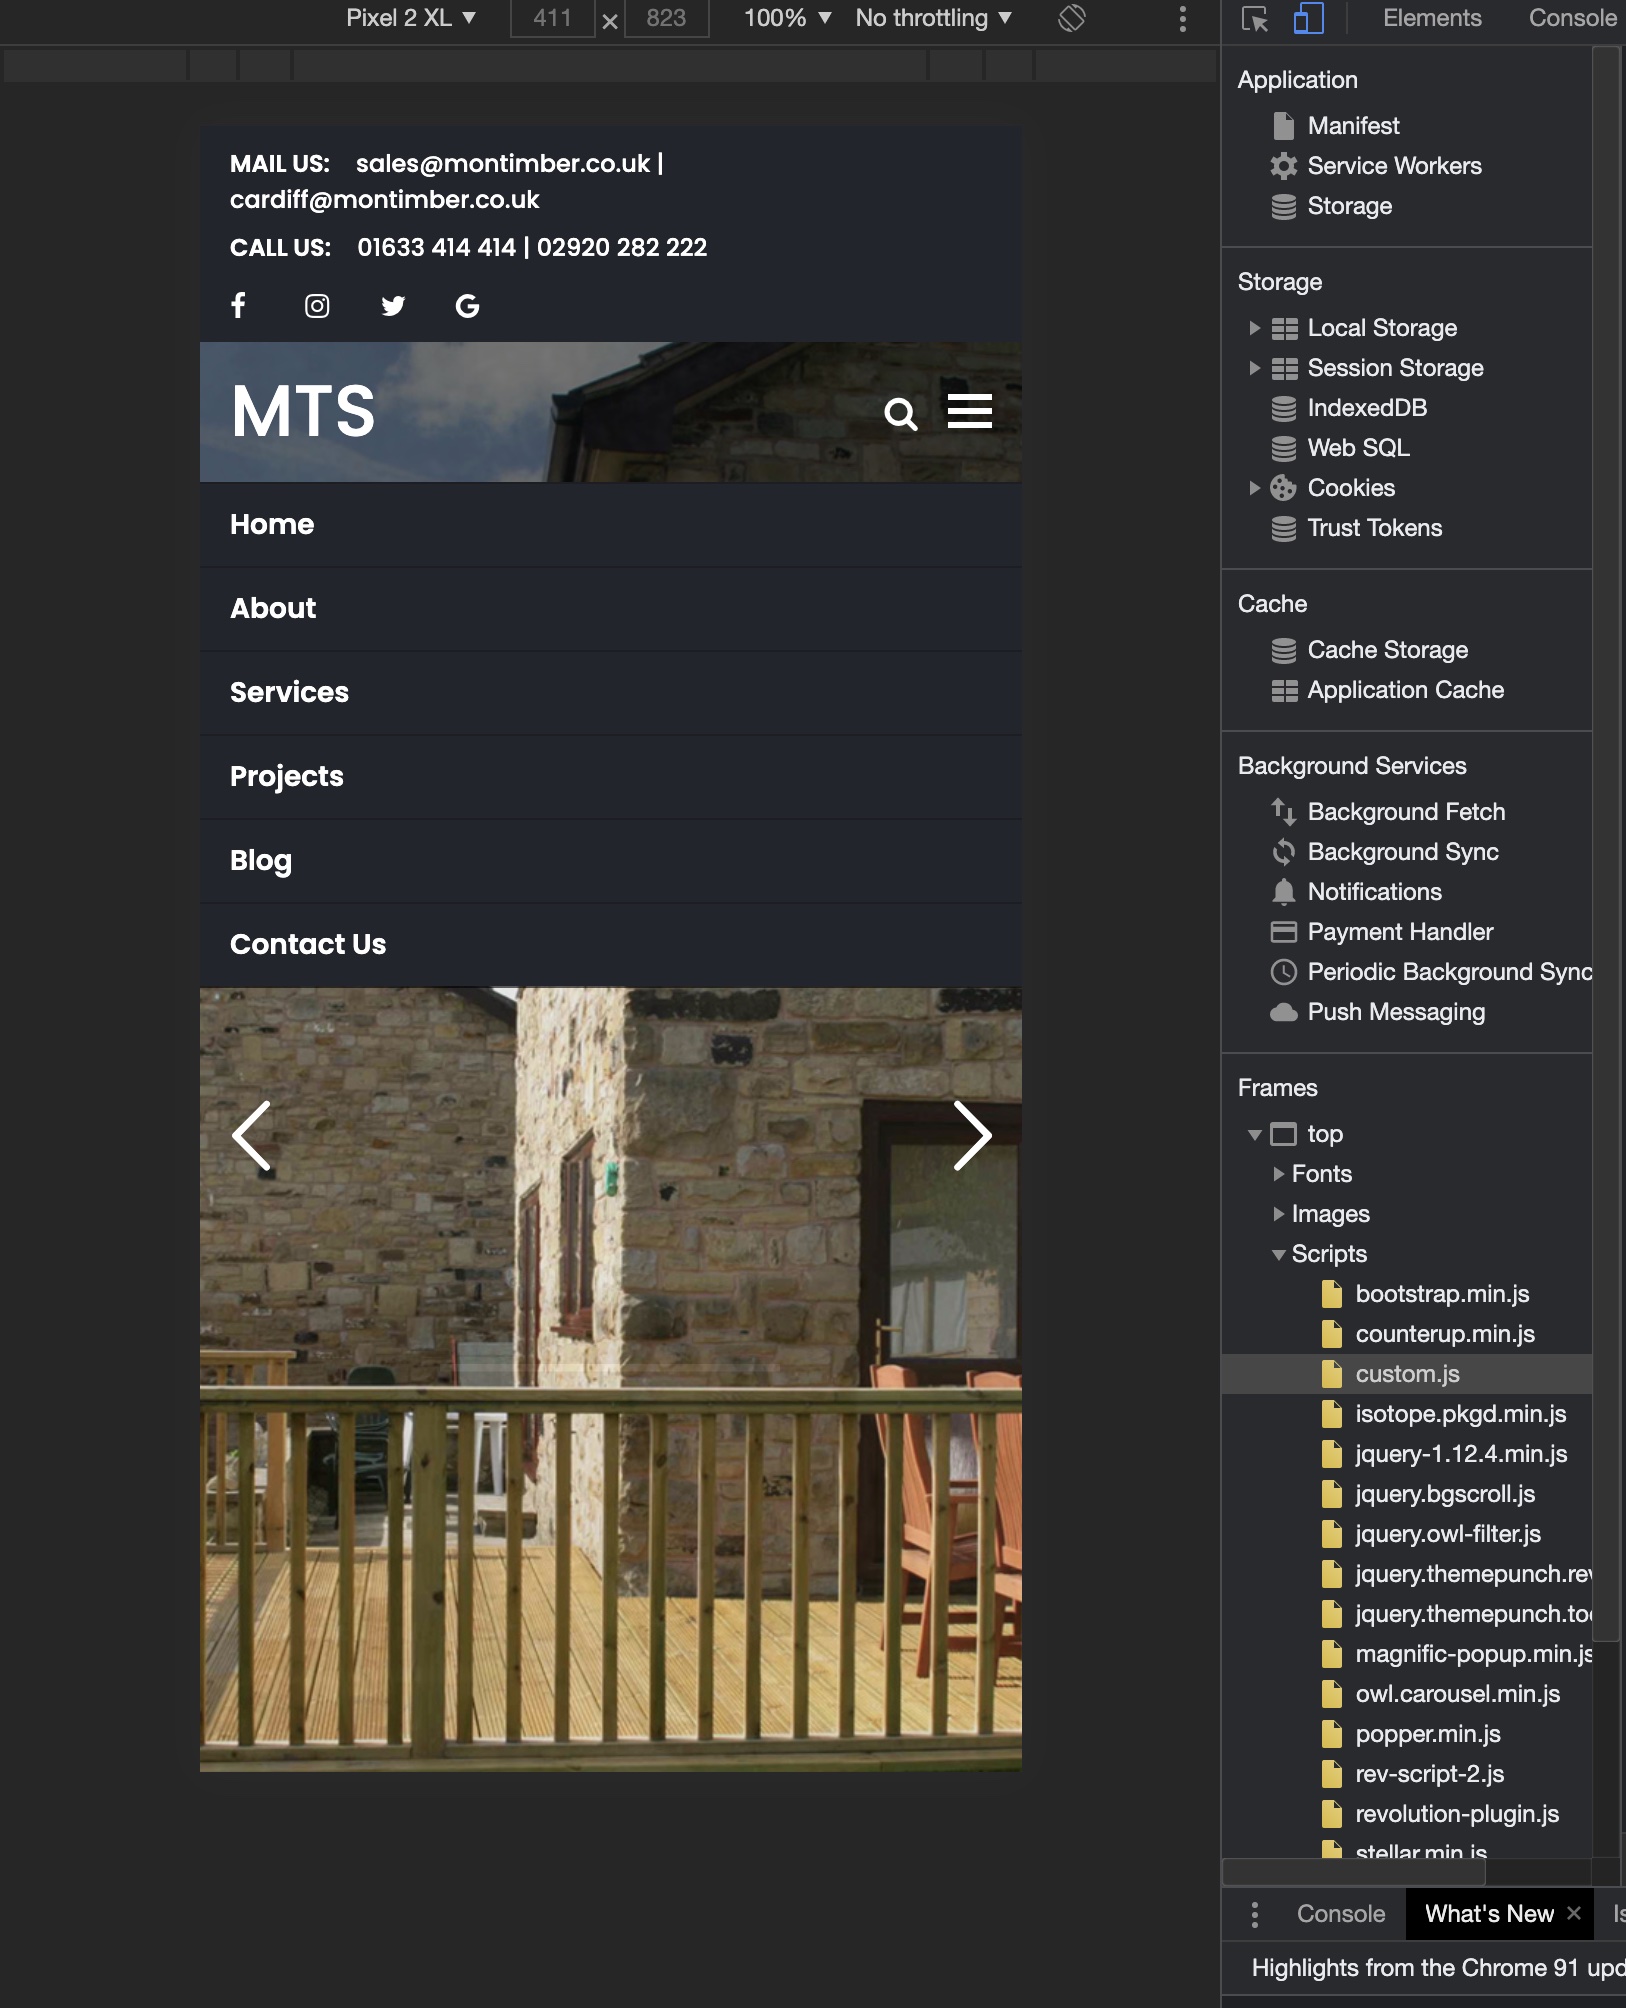 Pixel 2 XL ▼ 411 × 823 100% ▼ No throttling ▼
Elements Console
MAIL US: sales@montimber.co.uk |
cardiff@montimber.co.uk
CALL US: 01633 414 414 | 02920 282 222
MTS
Home
About
Services
Projects
Blog
Contact Us
Application
Manifest
Service Workers
Storage
Storage
Local Storage
Session Storage
IndexedDB
Web SQL
Cookies
Trust Tokens
Cache
Cache Storage
Application Cache
Background Services
Background Fetch
Background Sync
Notifications
Payment Handler
Periodic Background Sync
Push Messaging
Frames
top
Fonts
Images
Scripts
bootstrap.min.js
counterup.min.js
custom.js
isotope.pkgd.min.js
jquery-1.12.4.min.js
jquery.bgscroll.js
jquery.owl-filter.js
jquery.themepunch.rev
jquery.themepunch.too
magnific-popup.min.js
owl.carousel.min.js
popper.min.js
rev-script-2.js
revolution-plugin.js
stellar.min.js
Console What's New × Is
Highlights from the Chrome 91 upd